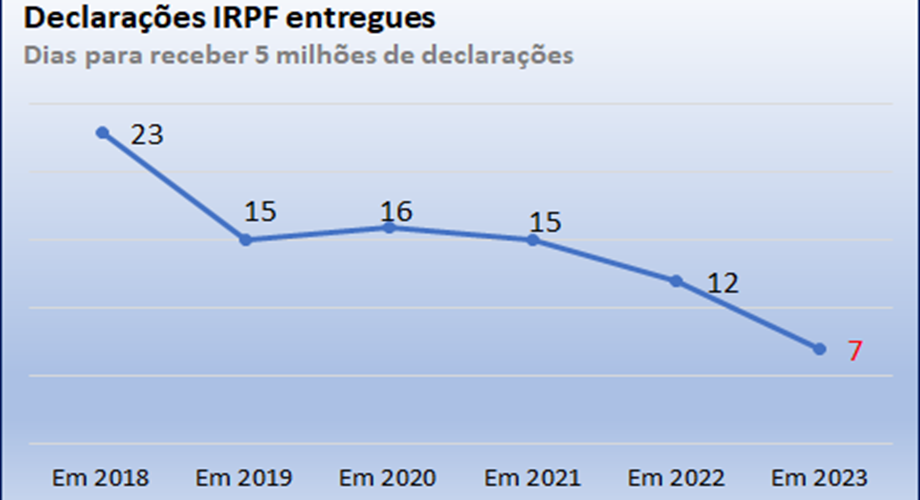 Declarações IRPF entregues
Dias para receber 5 milhões de declarações
23
15
16
15
12
7
Em 2018
Em 2019
Em 2020
Em 2021
Em 2022
Em 2023